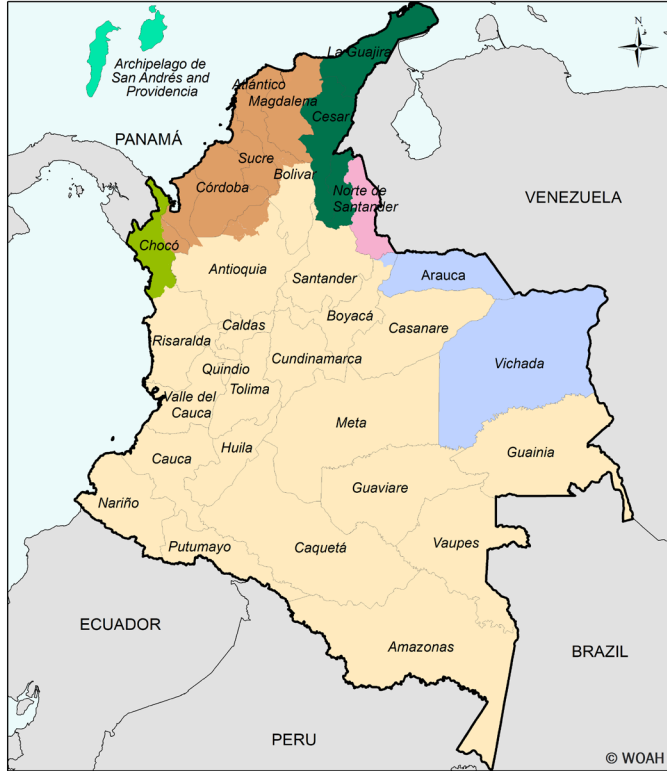 N
La Guajira
Archipelago de
San Andrés and
Providencia
Atlántico
Magdalena
Cesar
PANAMÁ
Sucre
Bolivar
Córdoba
Norte de
Santander
VENEZUELA
Chocó
Antioquia
Santander
Arauca
Boyacá
Caldas
Casanare
Risaralda
Cundinamarca
Vichada
Quindio
Tolima
Valle del
Cauca
Meta
Huila
Guainia
Cauca
Guaviare
Nariño
Putumayo
Caquetá
Vaupes
ECUADOR
Amazonas
BRAZIL
PERU
© WOAH